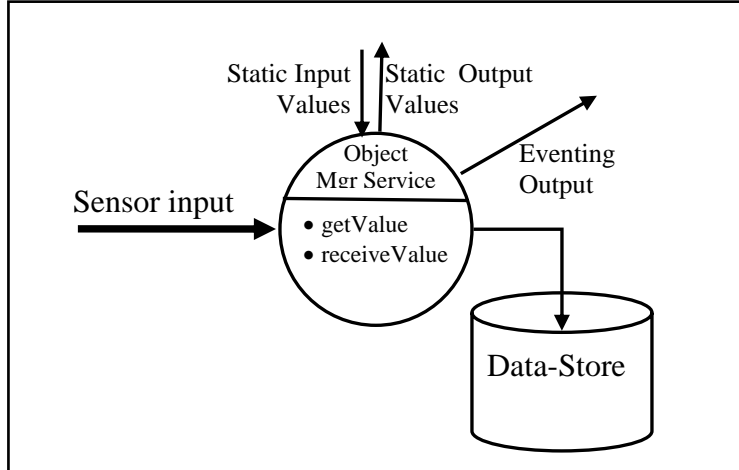 Static Input
Values
Static Output
Values
Eventing
Output
Object
Mgr Service
Sensor input
• getValue
• receiveValue
Data-Store